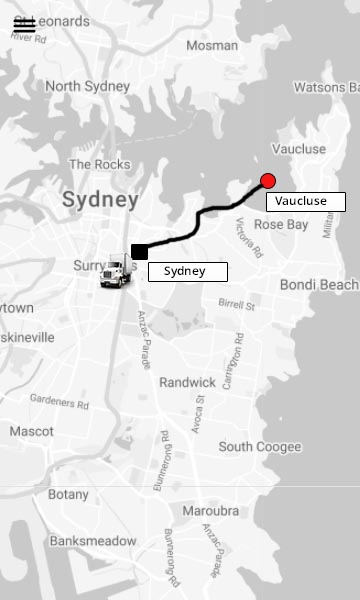 St Leonards
River Rd
Mosman
North Sydney
Watsons Ba
Vaucluse
The Rocks
Sydney
Vaucluse
Victoria Rd
Rose Bay
Militar
Surry
ls
Sydney
Bondi Beach
Birrell St
ytown
Anzac Parade
rskineville
Carrington Rd
Randwick
Gardeners Rd
Avoca St
Mascot
South Coogee
Bunnerong Rd
Botany
Maroubra
Banksmeadow
Bunnerong Rd
Anzac Parade